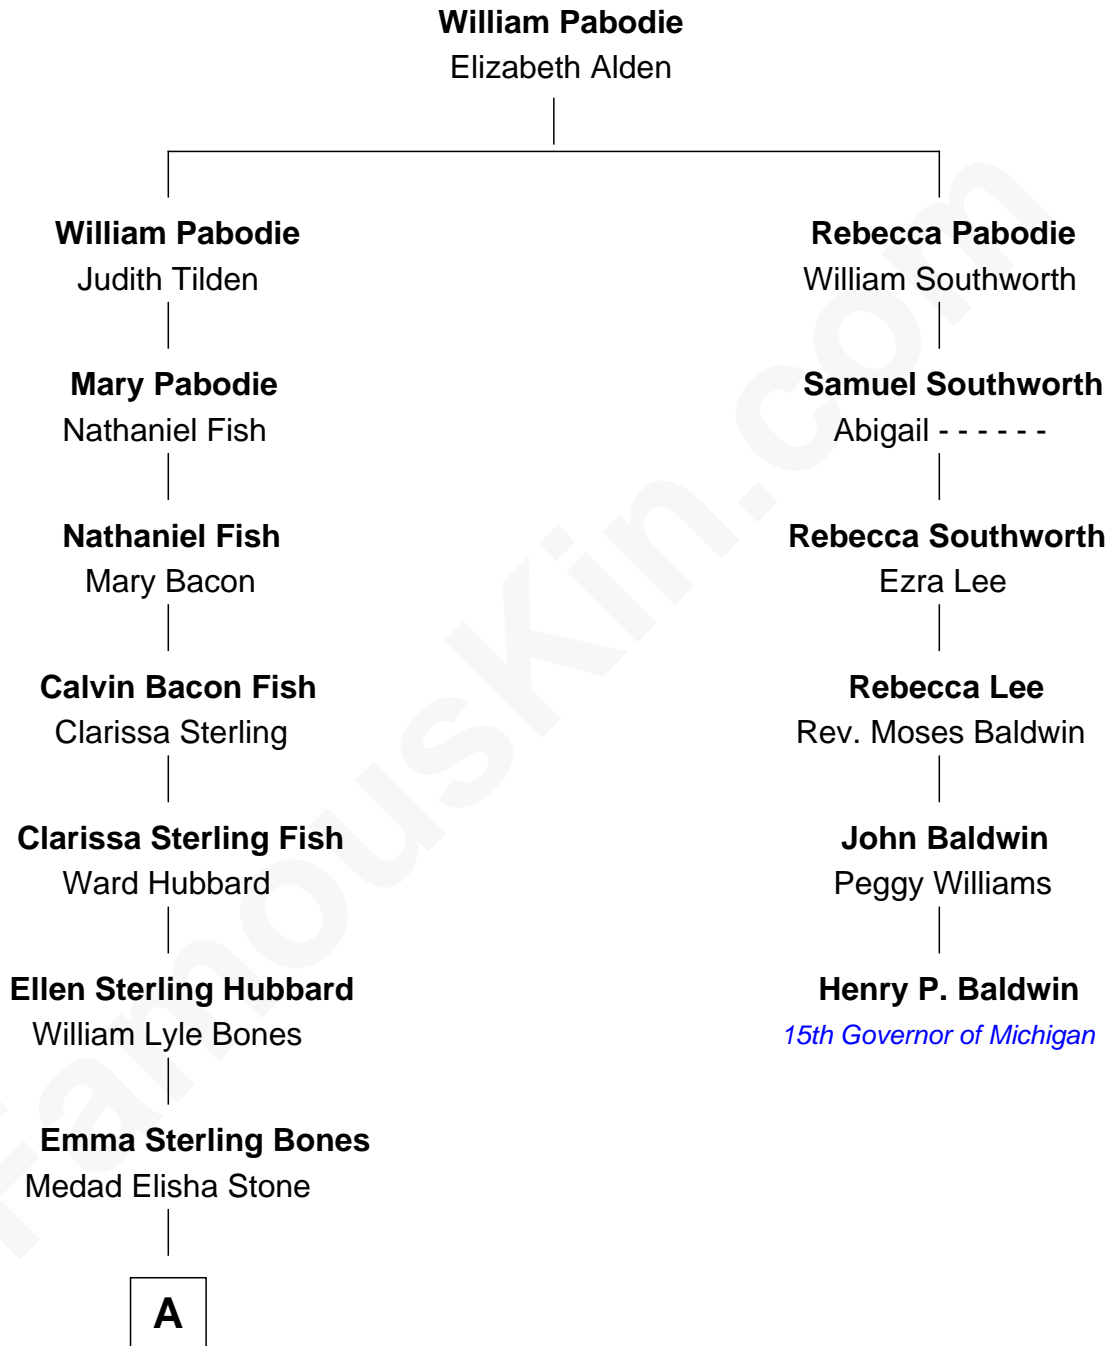 William Pabodie
Elizabeth Alden
William Pabodie
Judith Tilden
Rebecca Pabodie
William Southworth
Mary Pabodie
Nathaniel Fish
Samuel Southworth
Abigail - - - - - -
Nathaniel Fish
Mary Bacon
Rebecca Southworth
Ezra Lee
Calvin Bacon Fish
Clarissa Sterling
Rebecca Lee
Rev. Moses Baldwin
Clarissa Sterling Fish
Ward Hubbard
John Baldwin
Peggy Williams
Ellen Sterling Hubbard
William Lyle Bones
Henry P. Baldwin
15th Governor of Michigan
Emma Sterling Bones
Medad Elisha Stone
A
FamousKin.com